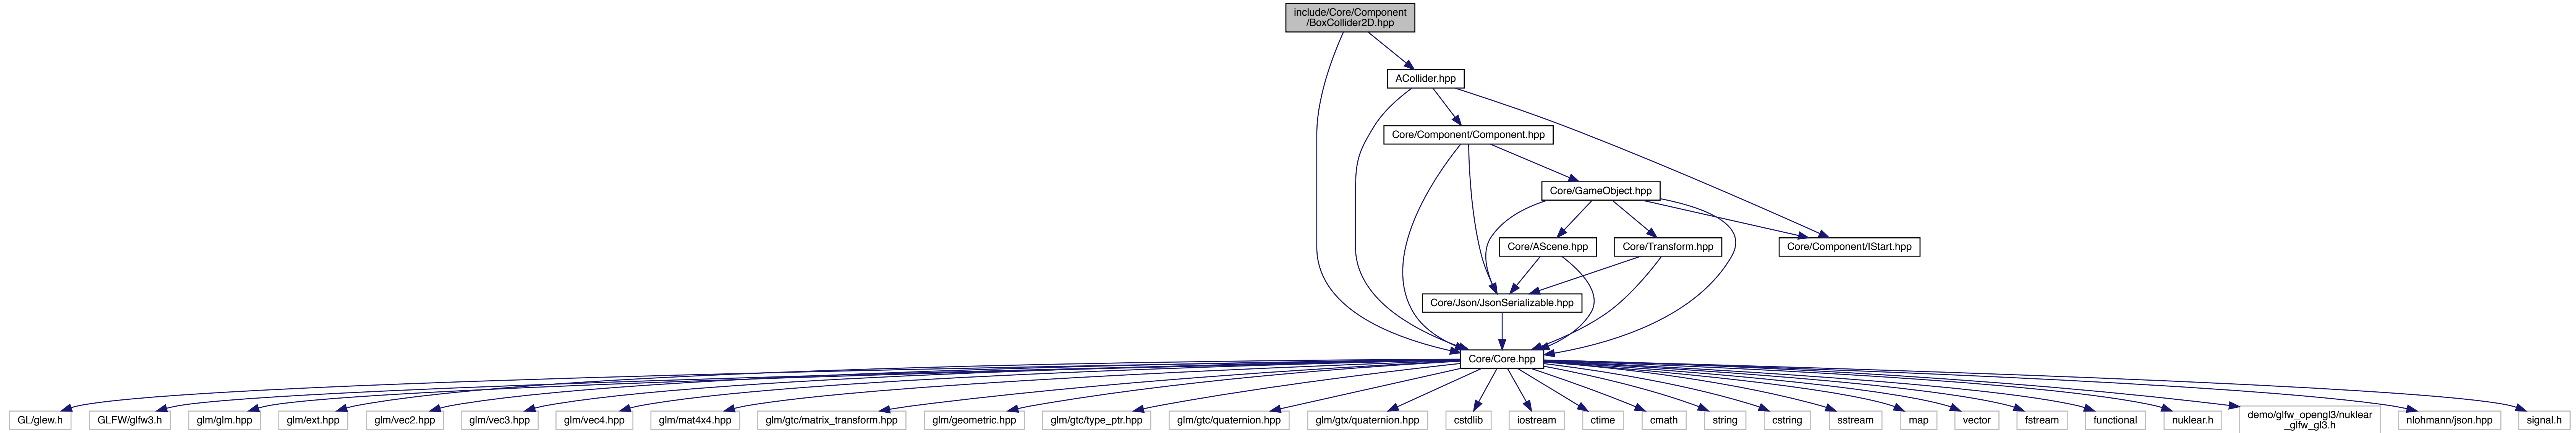 include/Core/Component
/BoxCollider2D.hpp
ACollider.hpp
Core/Component/Component.hpp
Core/GameObject.hpp
Core/AScene.hpp
Core/Transform.hpp
Core/Component/IStart.hpp
Core/Json/JsonSerializable.hpp
Core/Core.hpp
GL/glew.h
GLFW/glfw3.h
glm/glm.hpp
glm/ext.hpp
glm/vec2.hpp
glm/vec3.hpp
glm/vec4.hpp
glm/mat4x4.hpp
glm/gtc/matrix_transform.hpp
glm/geometric.hpp
glm/gtc/type_ptr.hpp
glm/gtc/quaternion.hpp
glm/gtx/quaternion.hpp
cstdlib
iostream
ctime
cmath
string
cstring
sstream
map
vector
fstream
functional
nuklear.h
demo/glfw_opengl3/nuklear
_glfw_gl3.h
nlohmann/json.hpp
signal.h